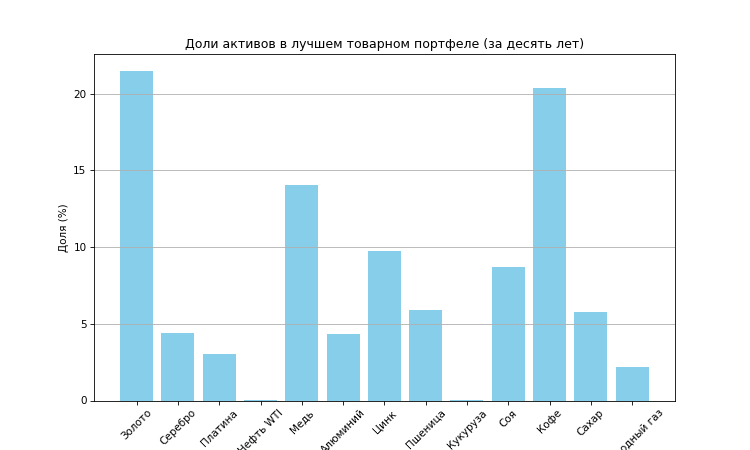 Доли активов в лучшем товарном портфеле (за десять лет)
Доля (%)
20
15
10
5
0
Золото
Серебро
Платина
Нефть WTI
Медь
Алюминий
Цинк
Пшеница
Кукуруза
Соя
Кофе
Сахар
газ